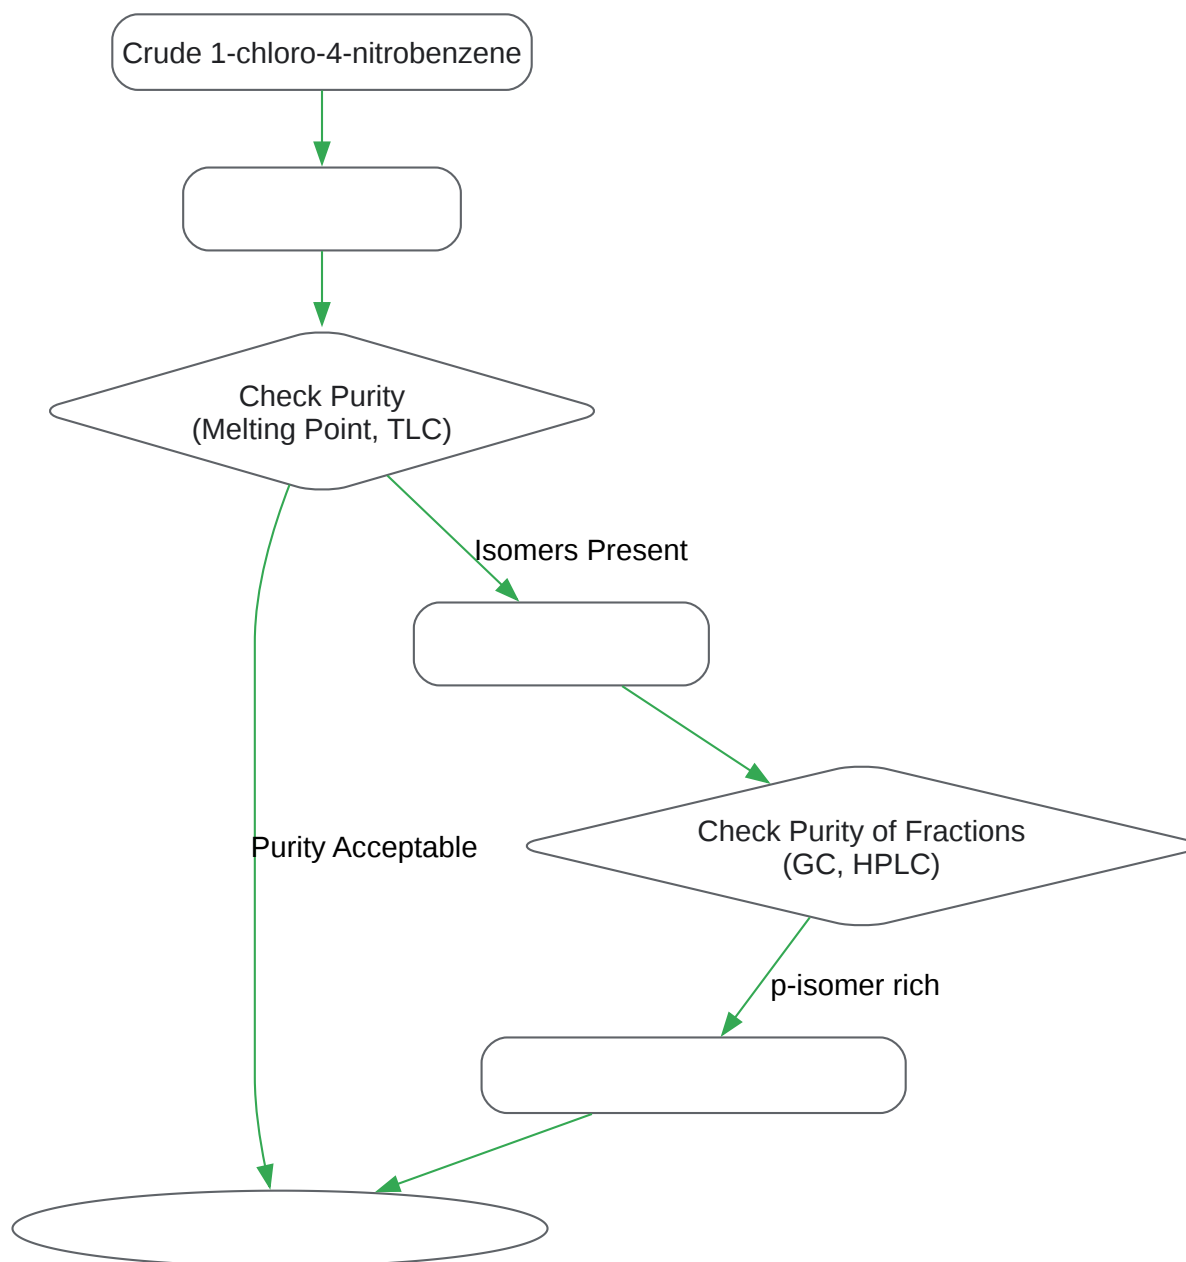 Crude 1-chloro-4-nitrobenzene
Check Purity
(Melting Point, TLC)
Isomers Present
Purity Acceptable
Check Purity of Fractions
(GC, HPLC)
p-isomer rich